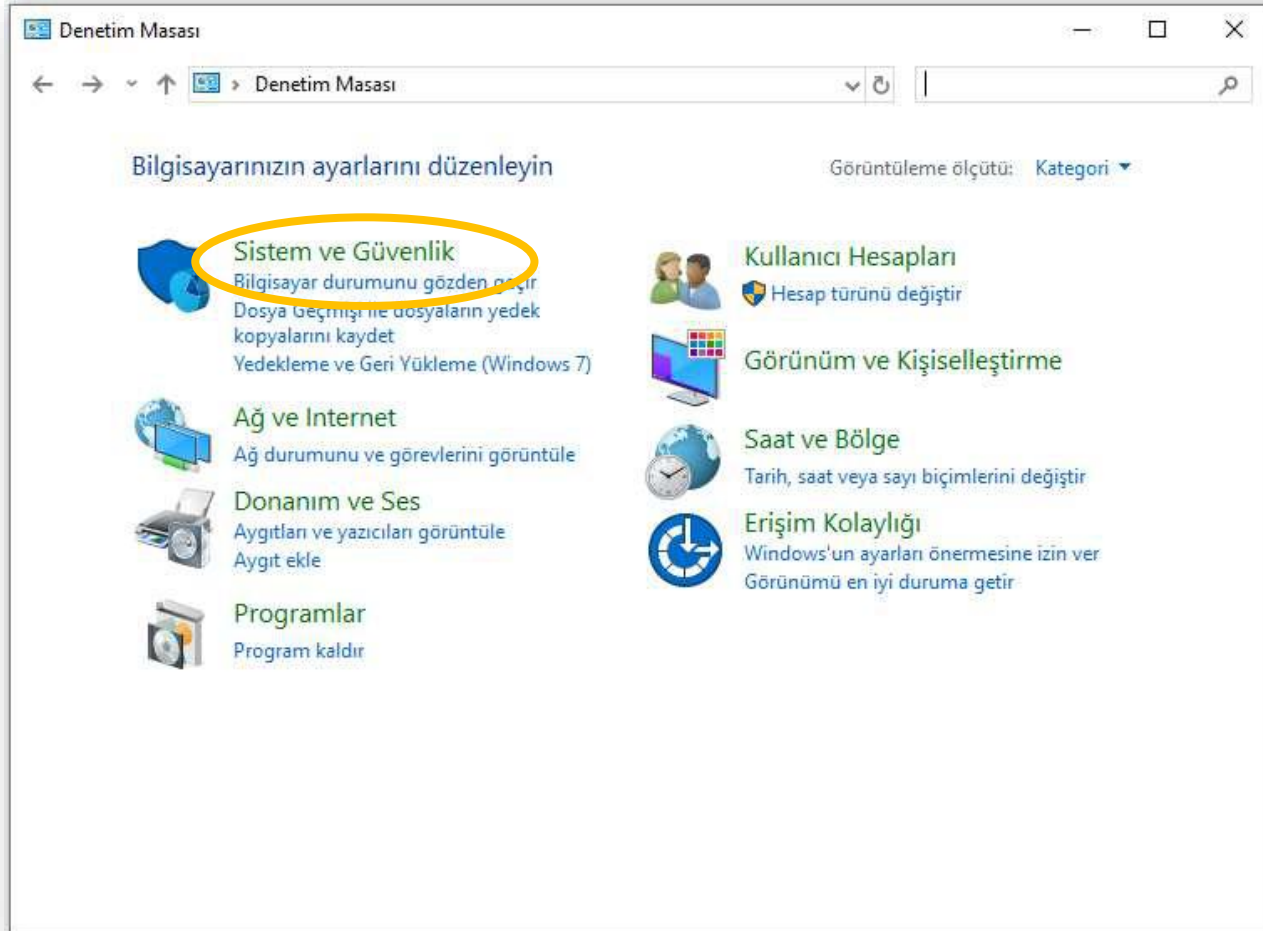 Denetim Masası
Denetim Masası
Bilgisayarınızın ayarlarını düzenleyin
Görüntüleme ölçütü: Kategori
Sistem ve Güvenlik
Bilgisayar durumunu gözden geçir
Dosya Geçmişi ile dosyaların yedek
kopyalarını kaydet
Yedekleme ve Geri Yükleme (Windows 7)
Ağ ve Internet
Ağ durumunu ve görevlerini görüntüle
Donanım ve Ses
Aygıtları ve yazıcıları görüntüle
Aygıt ekle
Programlar
Program kaldır
Kullanıcı Hesapları
Hesap türünü değiştir
Görünüm ve Kişiselleştirme
Saat ve Bölge
Tarih, saat veya sayı biçimlerini değiştir
Erişim Kolaylığı
Windows'un ayarları önermesine izin ver
Görünümü en iyi duruma getir